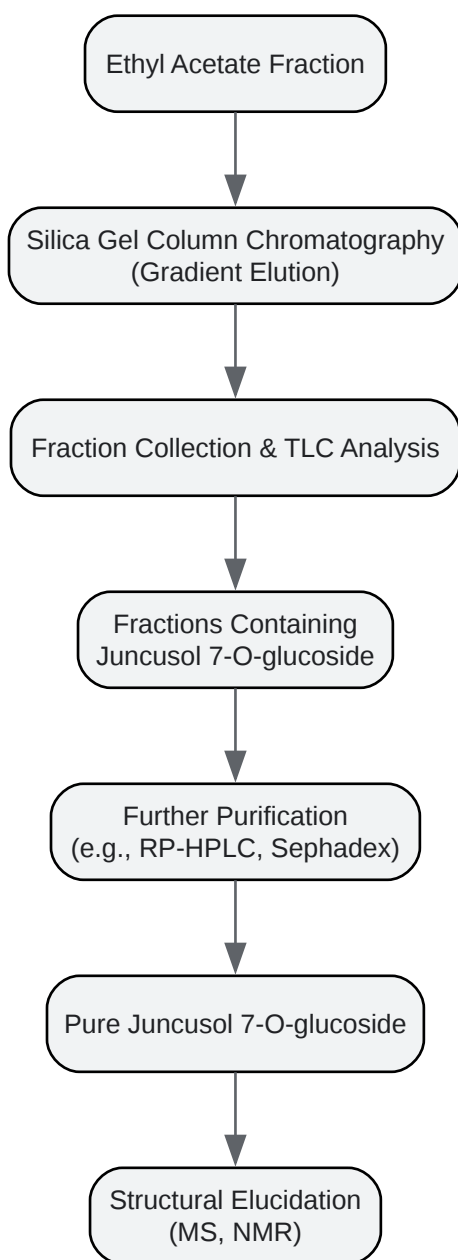 Ethyl Acetate Fraction
Silica Gel Column Chromatography
(Gradient Elution)
Fraction Collection & TLC Analysis
Fractions Containing
Juncusol 7-O-glucoside
Further Purification
(e.g., RP-HPLC, Sephadex)
Pure Juncusol 7-O-glucoside
Structural Elucidation
(MS, NMR)